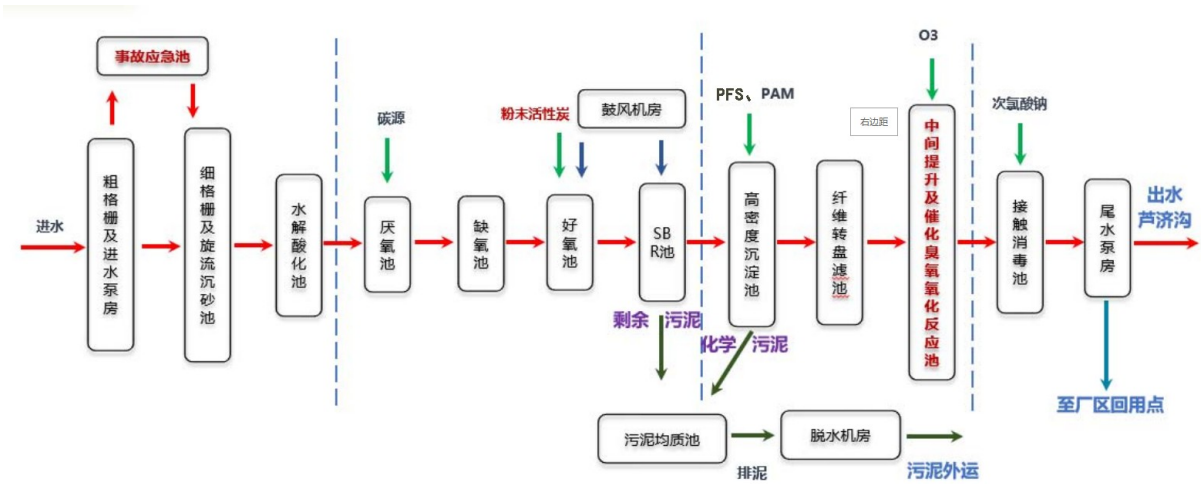 事故应急池
O3
碳源
粉末活性炭
鼓风机房
PFS、PAM
右边距
次氯酸钠
进水
粗格栅及进水泵房
细格栅及旋流沉砂池
水解酸化池
厌氧池
缺氧池
好氧池
SB
R池
高密度沉淀池
纤维转盘滤池
中间提升及催化臭氧氧化反应池
接触消毒池
尾水泵房
出水
芦济沟
剩余 污泥
化学 污泥
至厂区回用点
污泥均质池
排泥
脱水机房
污泥外运